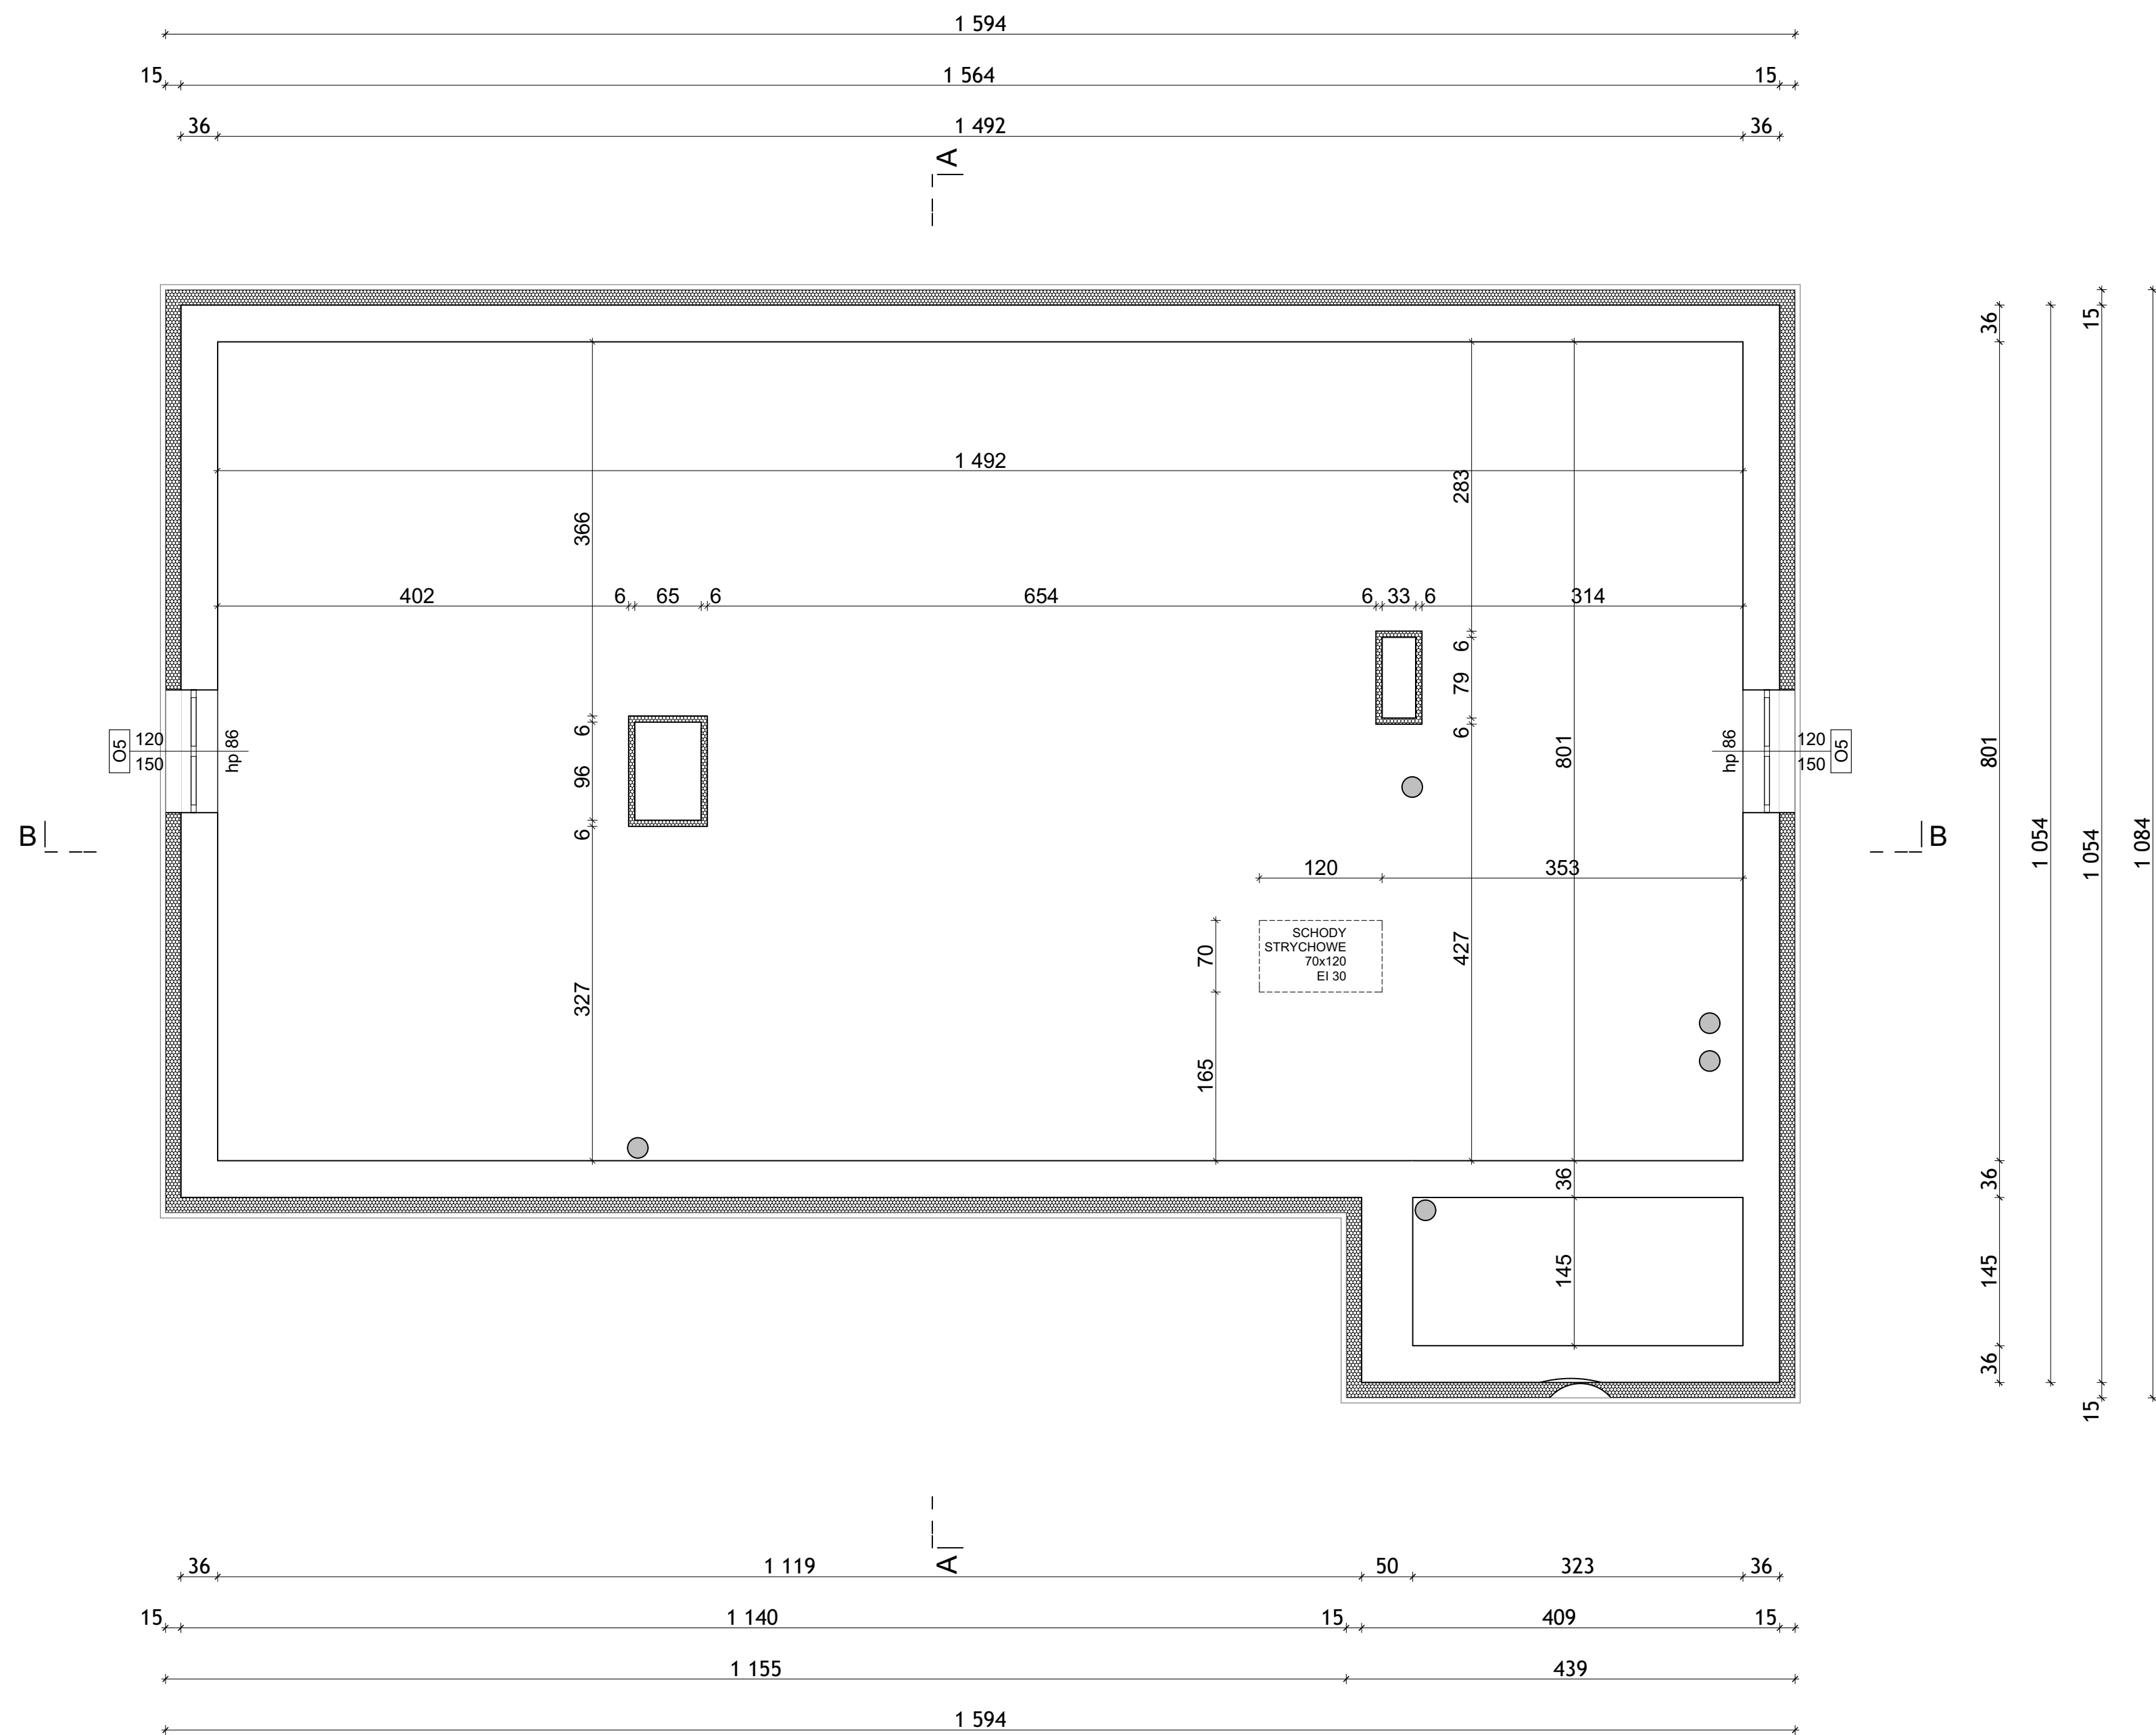 1 594
15 1 564 15
36 1 492 36
A
36
15
1 492
283
366
402 6 65 6 654 6 33 6 314
6
79
6
O5 120 150 hp 86
6
96
6
801
hp 86 120 150 O5
801
1 054
1 054
1 084
B
B
120 353
SCHODY
STRYCHOWE
70x120
EI 30
70
427
327
165
36
36
145
145
36
15
A
36 1 119 50 323 36
15 1 140 15 409 15
1 155 439
1 594